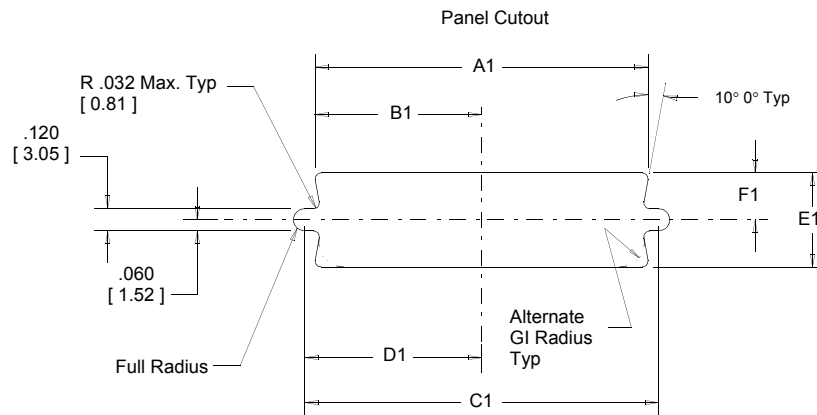 Panel Cutout
A1
R .032 Max. Typ
[ 0.81 ]
10° 0° Typ
B1
.120
[ 3.05 ]
F1
E1
.060
[ 1.52 ]
Alternate
GI Radius
Typ
D1
Full Radius
C1